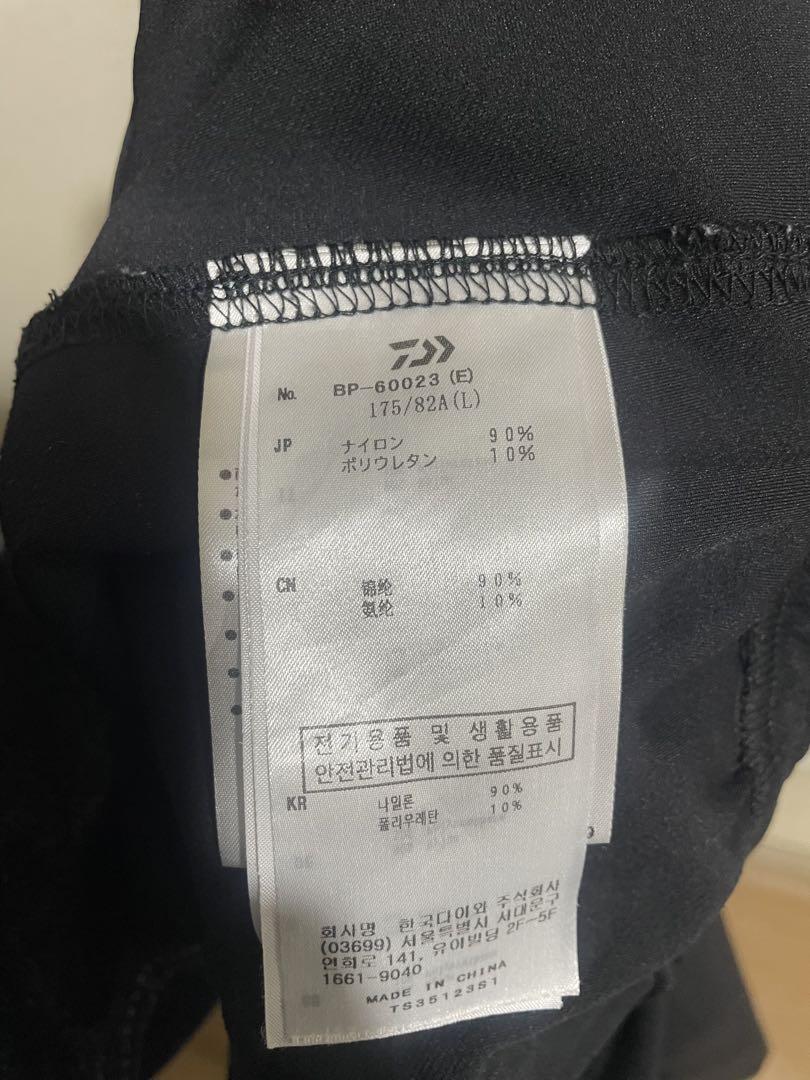 No. BP-60023 (E)
175/82A(L)
JP ナイロン 90%
ポリウレタン 10%
CN 锦纶 90%
氨纶 10%
전기용품 및 생활용품
안전관리법에 의한 품질표시
KR 나일론 90%
폴리우레탄 10%
회사명 한국다이와 주식회사
(03699) 서울특별시 서대문구
연희로 141, 유이빌딩 2F-5F
1661-9040
MADE IN CHINA
TS35123S1